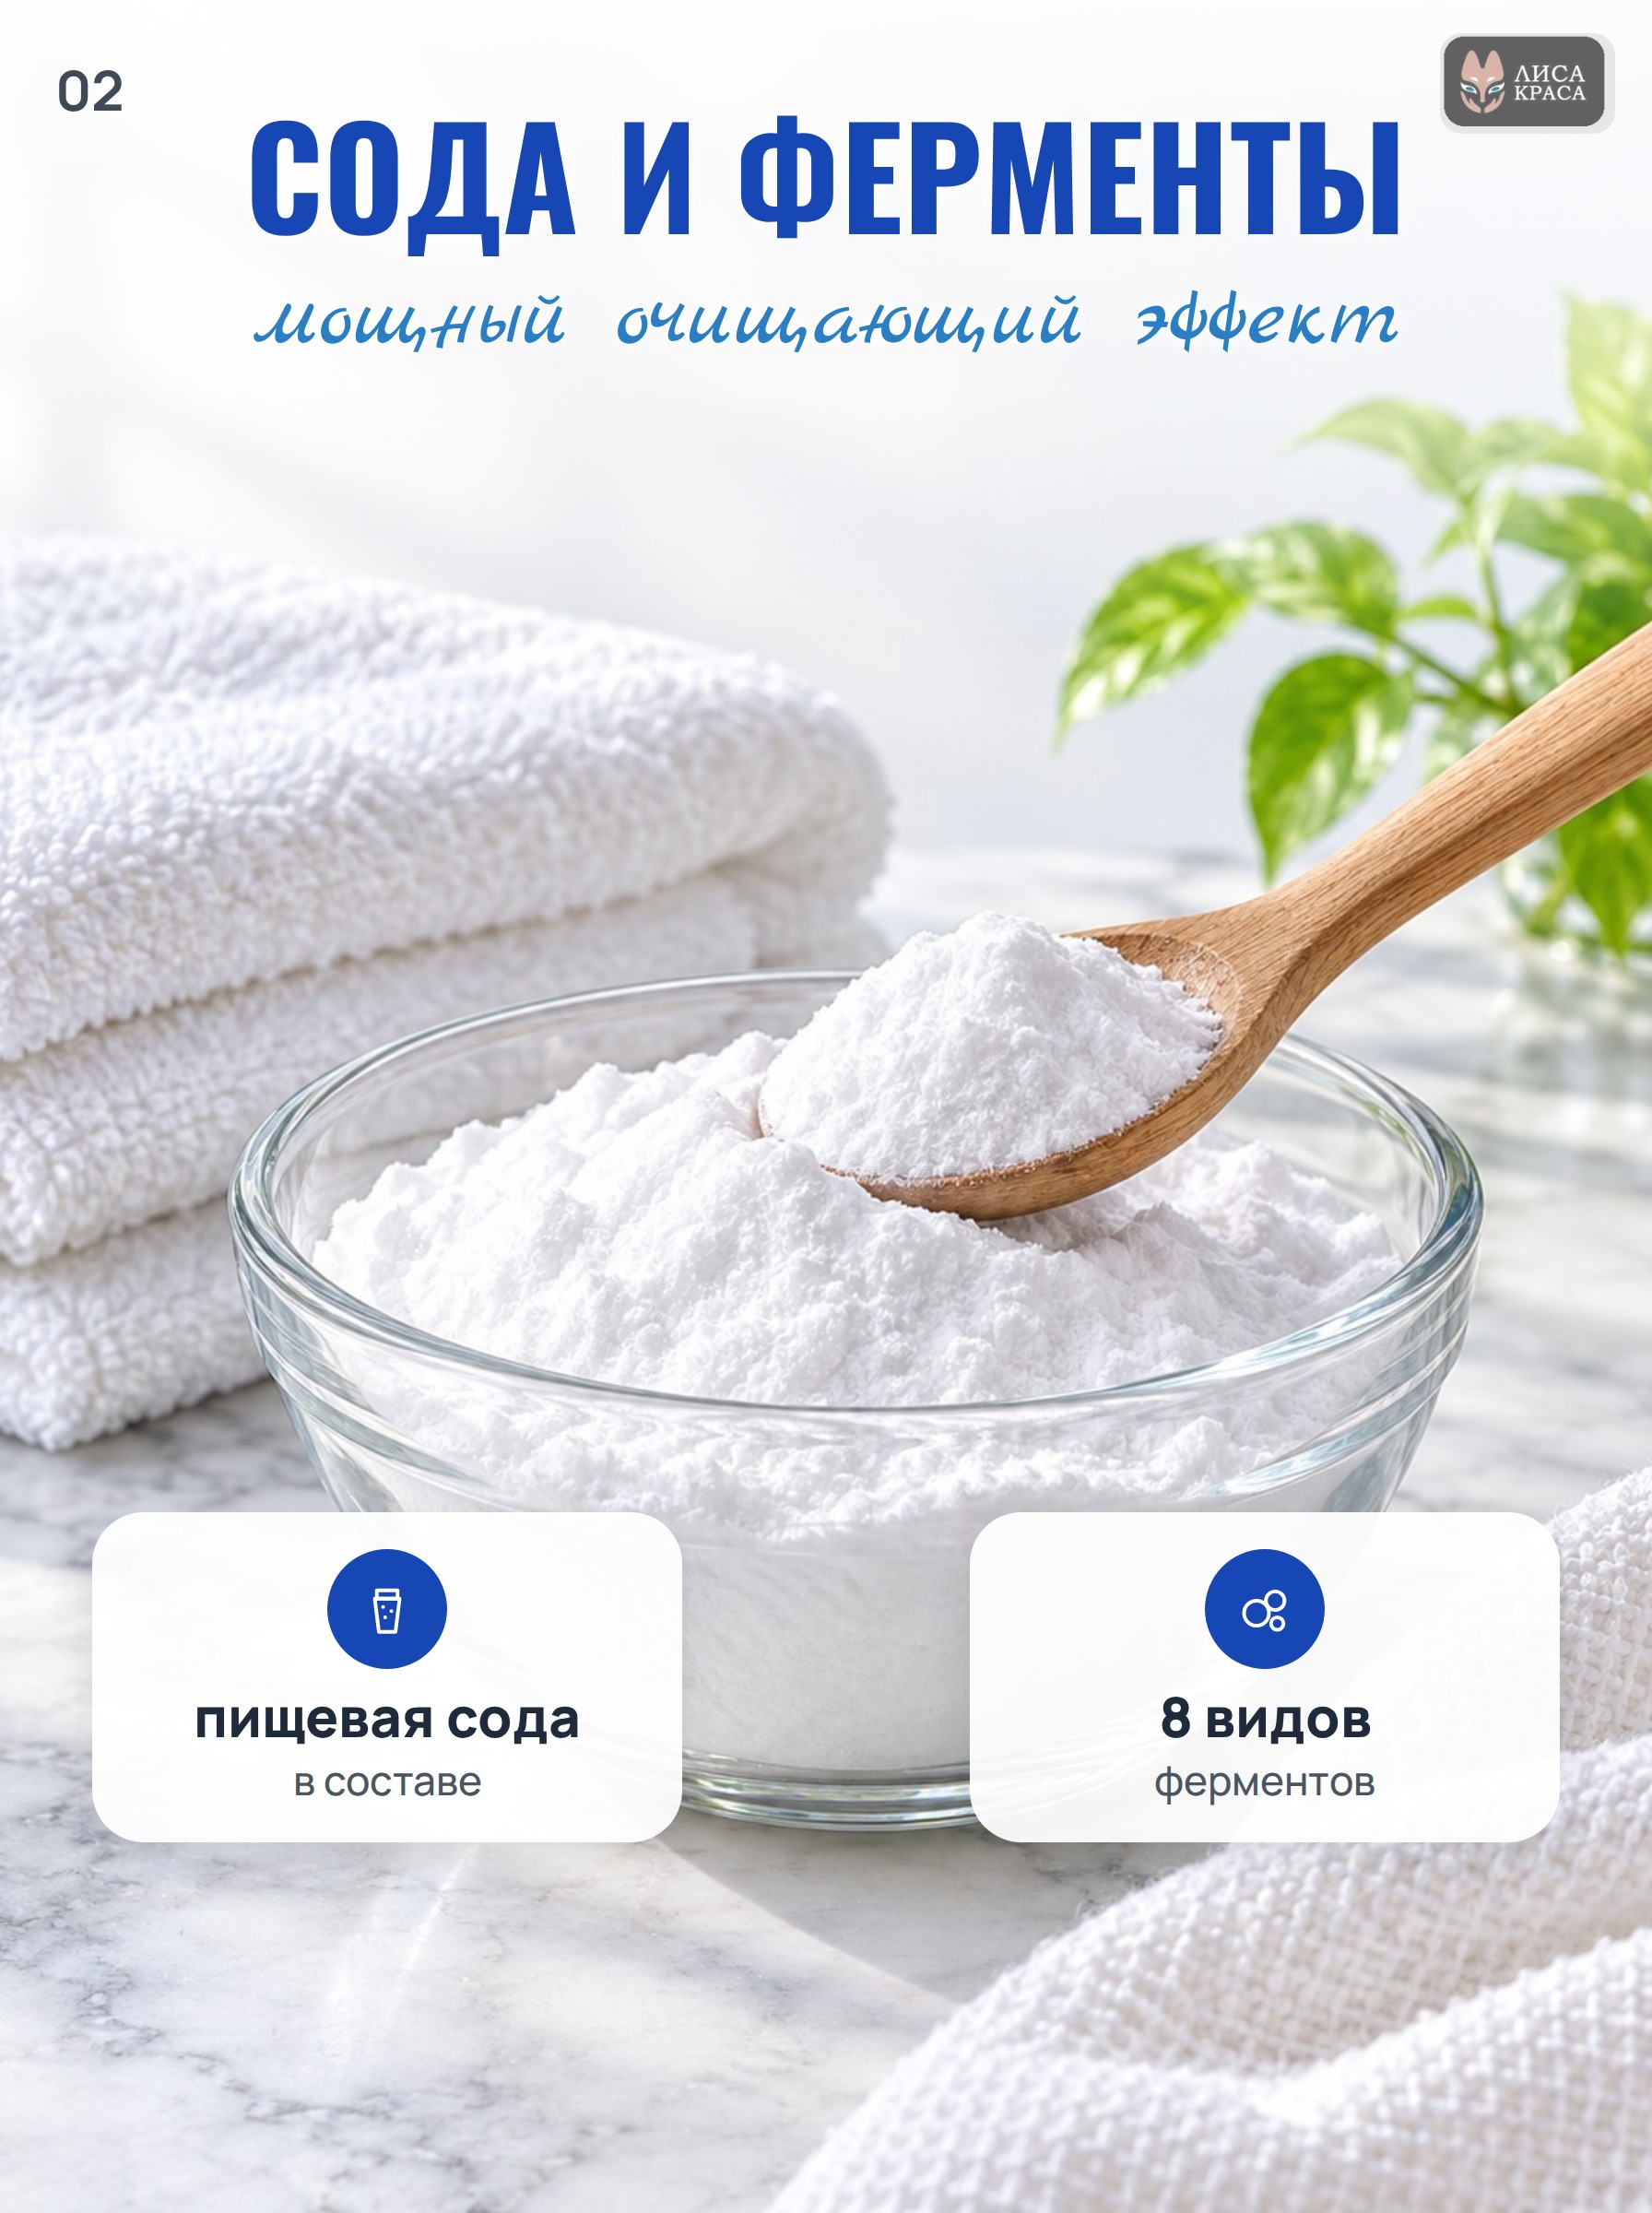 02
ЛИСА
КРАСА
СОДА И ФЕРМЕНТЫ
мощный очищающий эффект
пищевая сода
в составе
8 видов
ферментов